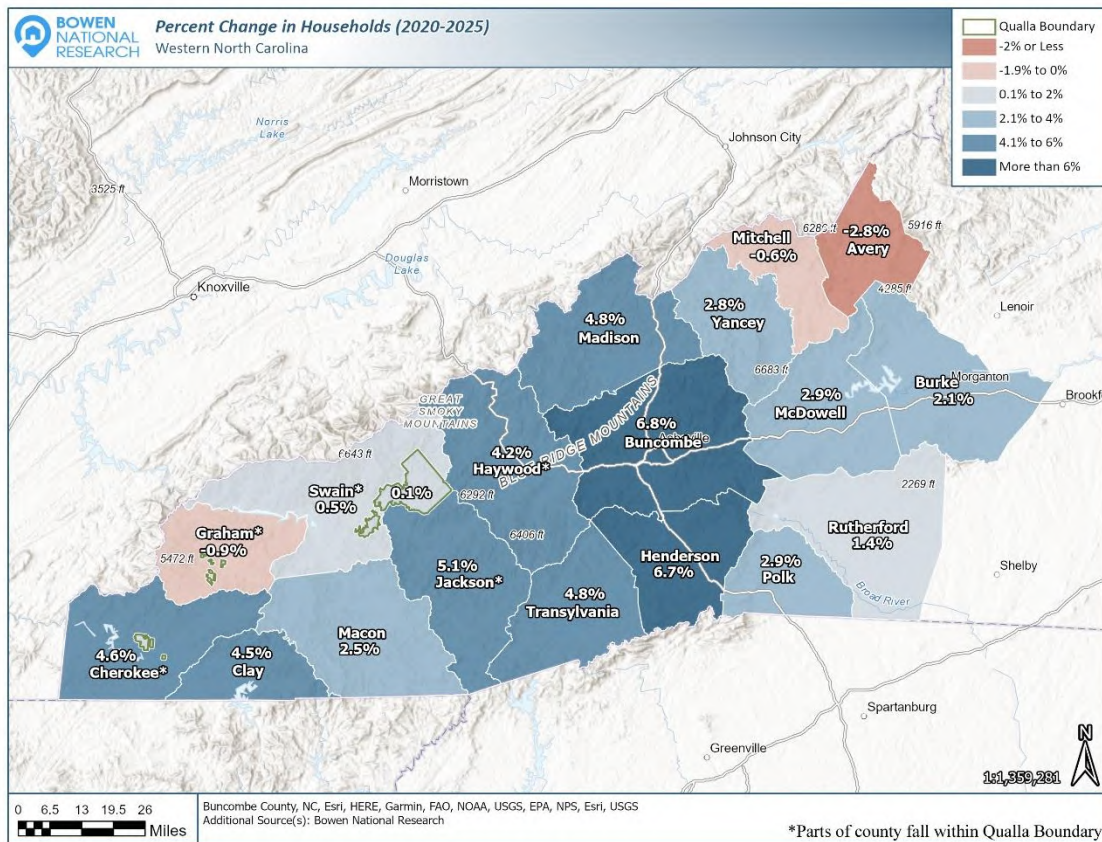 BOWEN
NATIONAL
RESEARCH
Percent Change in Households (2020-2025)
Western North Carolina
Qualla Boundary
-2% or Less
-1.9% to 0%
0.1% to 2%
2.1% to 4%
4.1% to 6%
More than 6%
Norris
Lake
Johnson City
3525 ft
Morristown
Douglas
Lake
Knoxville
6286 ft
5916 ft
Mitchell
-0.6%
-2.8%
Avery
4285 ft
Lenoir
2.8%
Yancey
4.8%
Madison
6683 ft
2.9%
McDowell
Burke
Morganton
2.1%
Brookf
GREAT
SMOKY
MOUNTAINS
BLUE RIDGE MOUNTAINS
6.8%
Asheville
Buncombe
4.2%
Haywood*
6643 ft
Swain*
0.5%
0.1%
6292 ft
2269 ft
Rutherford
1.4%
Graham*
-0.9%
5472 ft
6406 ft
5.1%
Jackson*
Henderson
6.7%
2.9%
Polk
Shelby
Broad River
4.8%
Transylvania
Macon
2.5%
4.6%
Cherokee*
4.5%
Clay
Spartanburg
Greenville
N
1:1,359,281
0 6.5 13 19.5 26
Miles
Buncombe County, NC, Esri, HERE, Garmin, FAO, NOAA, USGS, EPA, NPS, Esri, USGS
Additional Source(s): Bowen National Research
*Parts of county fall within Qualla Boundary